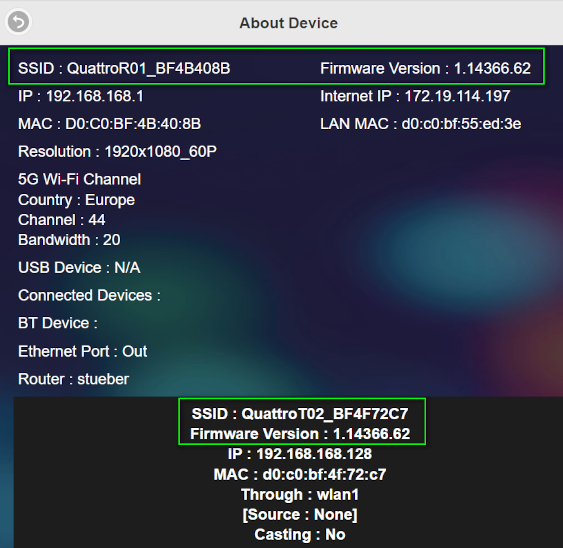 About Device
SSID : QuattroR01_BF4B408B
Firmware Version : 1.14366.62
IP : 192.168.168.1
Internet IP : 172.19.114.197
MAC : D0:C0:BF:4B:40:8B
LAN MAC : d0:c0:bf:55:ed:3e
Resolution : 1920x1080_60P
5G Wi-Fi Channel
Country : Europe
Channel : 44
Bandwidth : 20
USB Device : N/A
Connected Devices :
BT Device :
Ethernet Port : Out
Router : stueber
SSID : QuattroT02_BF4F72C7
Firmware Version : 1.14366.62
IP : 192.168.168.128
MAC : d0:c0:bf:4f:72:c7
Through : wlan1
[Source : None]
Casting : No